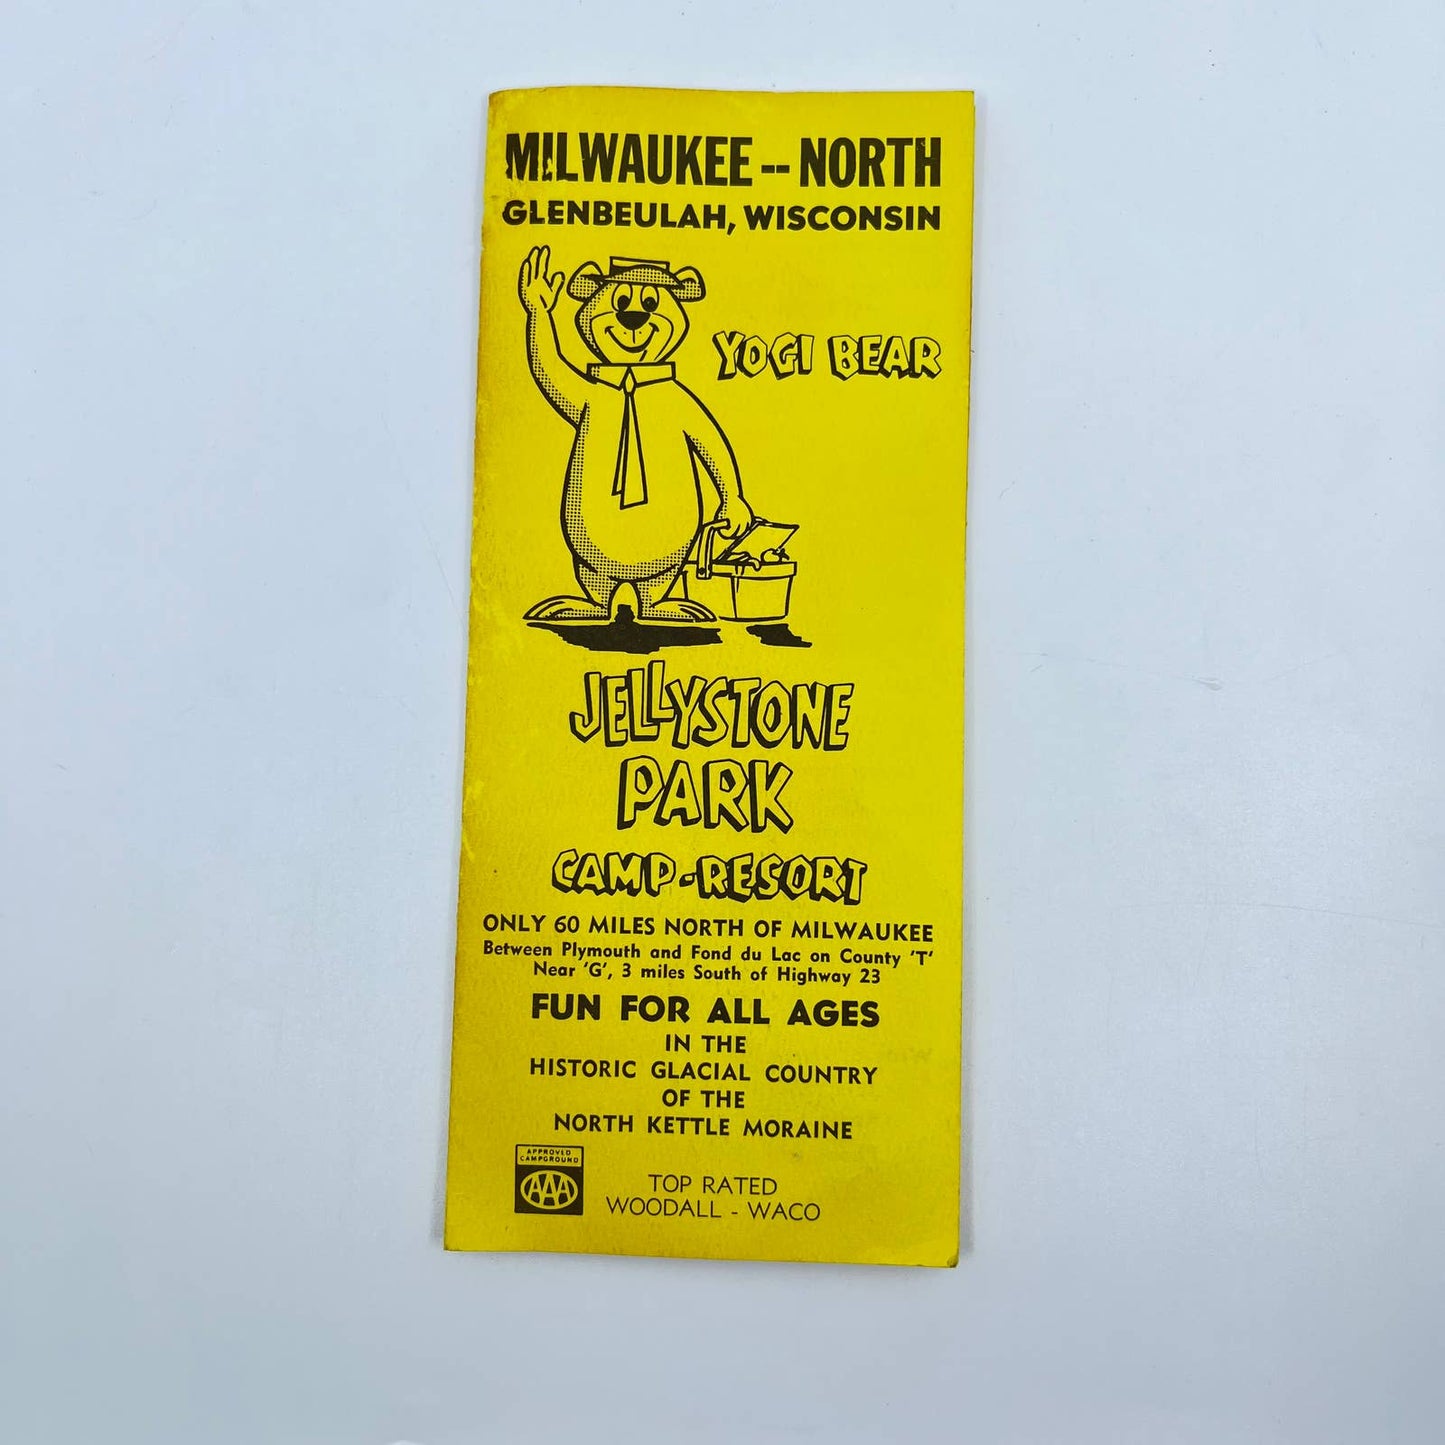 MILWAUKEE -- NORTH
GLENBEULAH, WISCONSIN
YOGI BEAR
JELLYSTONE
PARK
CAMP-RESORT
ONLY 60 MILES NORTH OF MILWAUKEE
Between Plymouth and Fond du Lac on County 'T'
Near 'G', 3 miles South of Highway 23
FUN FOR ALL AGES
IN THE
HISTORIC GLACIAL COUNTRY
OF THE
NORTH KETTLE MORAINE
APPROVED
CAMPGROUND
AAA
TOP RATED
WOODALL - WACO